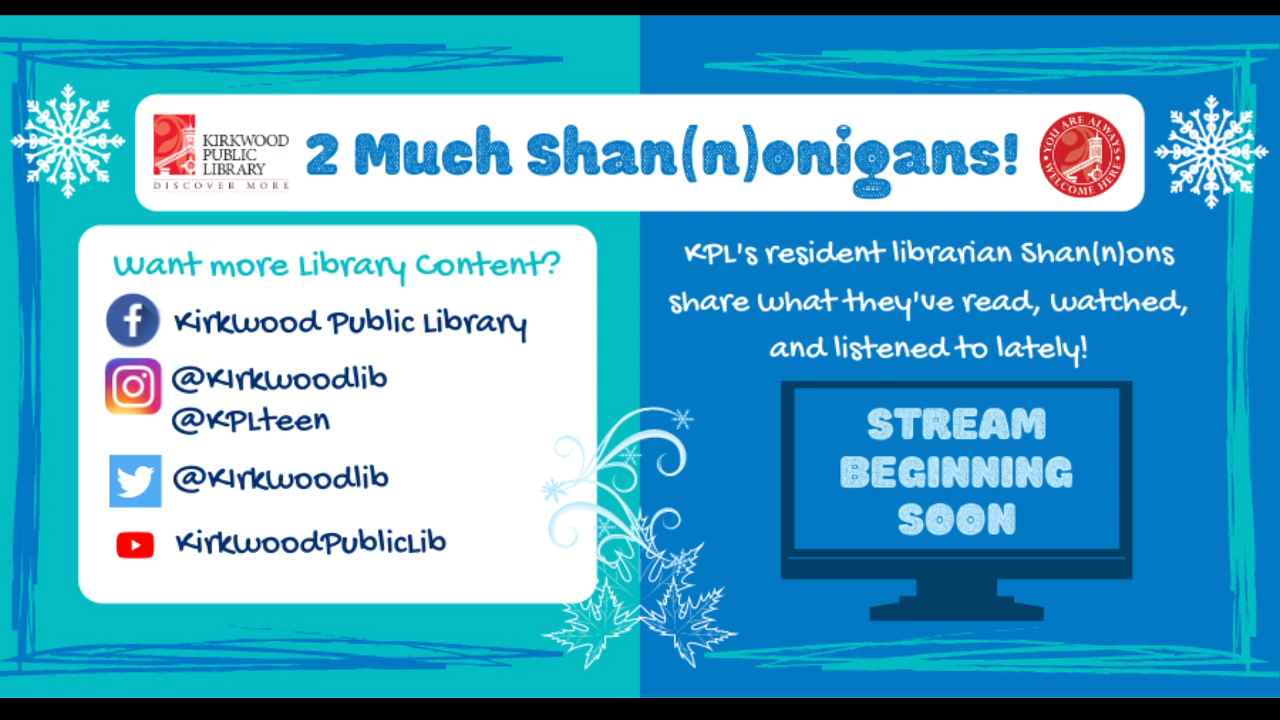 KIRKWOOD
PUBLIC
LIBRARY
DISCOVER MORE
2 Much Shan(n)onigans!
YOU ARE ALWAYS
WELCOME HERE
Want more Library Content?
Kirkwood Public Library
@Kirkwoodlib
@KPLteen
@Kirkwoodlib
KirkwoodPublicLib
KPL's resident librarian Shan(n)ons
share what they've read, watched,
and listened to lately!
STREAM
BEGINNING
SOON